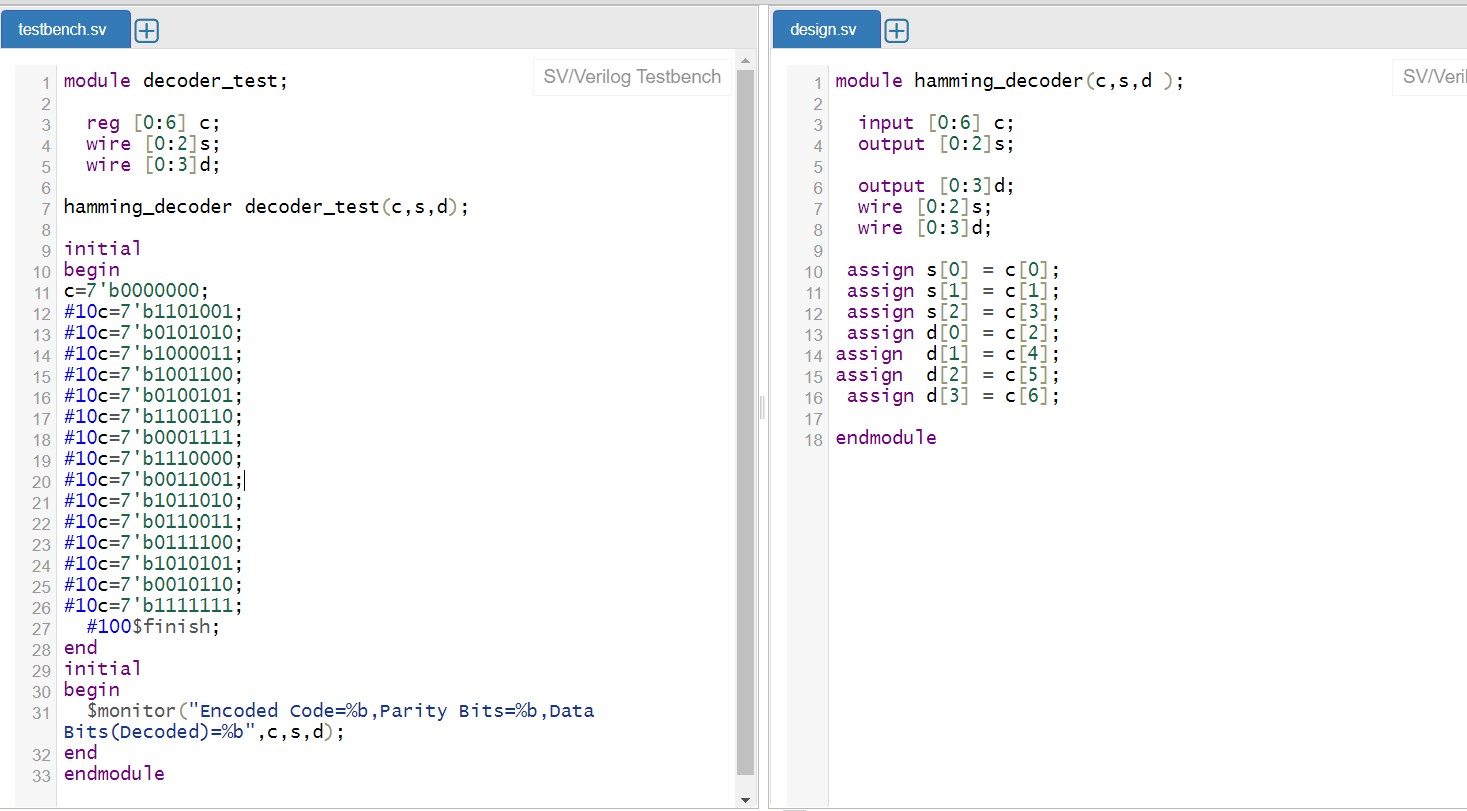 testbench.sv
SV/Verilog Testbench
1 module decoder_test;
2
3 reg [0:6] c;
4 wire [0:2]s;
5 wire [0:3]d;
6
7 hamming_decoder decoder_test(c,s,d);
8
9 initial
10 begin
11 c=7'b0000000;
12 #10c=7'b1101001;
13 #10c=7'b0101010;
14 #10c=7'b1000011;
15 #10c=7'b1001100;
16 #10c=7'b0100101;
17 #10c=7'b1100110;
18 #10c=7'b0001111;
19 #10c=7'b1110000;
20 #10c=7'b0011001;
21 #10c=7'b1011010;
22 #10c=7'b0110011;
23 #10c=7'b0111100;
24 #10c=7'b1010101;
25 #10c=7'b0010110;
26 #10c=7'b1111111;
27 #100$finish;
28 end
29 initial
30 begin
31 $monitor("Encoded Code=%b,Parity Bits=%b,Data
Bits(Decoded)=%b",c,s,d);
32 end
33 endmodule
design.sv
SV/Veri
1 module hamming_decoder(c,s,d );
2
3 input [0:6] c;
4 output [0:2]s;
5
6 output [0:3]d;
7 wire [0:2]s;
8 wire [0:3]d;
9
10 assign s[0] = c[0];
11 assign s[1] = c[1];
12 assign s[2] = c[3];
13 assign d[0] = c[2];
14 assign d[1] = c[4];
15 assign d[2] = c[5];
16 assign d[3] = c[6];
17
18 endmodule